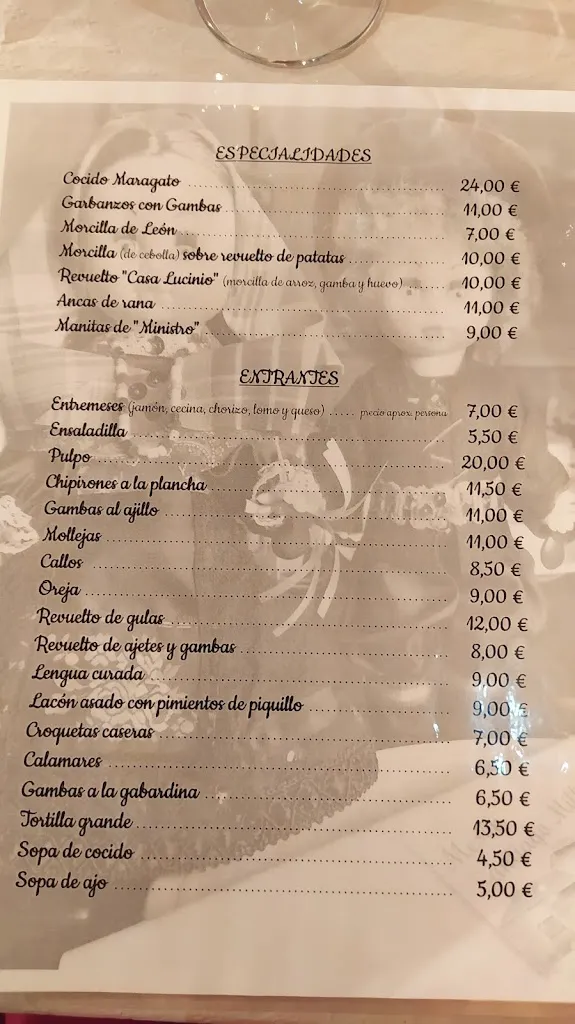 ESPECIALIDADES
Cocido Maragato ........ 24,00 €
Garbanzos con Gambas ........ 11,00 €
Morcilla de León ........ 7,00 €
Morcilla (de cebolla) sobre revuelto de patatas ........ 10,00 €
Revuelto "Casa Lucinio" (morcilla de arroz, gamba y huevo) ........ 10,00 €
Ancas de rana ........ 11,00 €
Manitas de "Ministro" ........ 9,00 €
ENTRANTES
Entremeses (jamón, cecina, chorizo, lomo y queso) ..... precio aprox. persona 7,00 €
Ensaladilla ........ 5,50 €
Pulpo ........ 20,00 €
Chipirones a la plancha ........ 11,50 €
Gambas al ajillo ........ 11,00 €
Mollejas ........ 11,00 €
Callos ........ 8,50 €
Oreja ........ 9,00 €
Revuelto de gulas ........ 12,00 €
Revuelto de ajetes y gambas ........ 8,00 €
Lengua curada ........ 9,00 €
Lacón asado con pimientos de piquillo ........ 9,00 €
Croquetas caseras ........ 7,00 €
Calamares ........ 6,50 €
Gambas a la gabardina ........ 6,50 €
Tortilla grande ........ 13,50 €
Sopa de cocido ........ 4,50 €
Sopa de ajo ........ 5,00 €